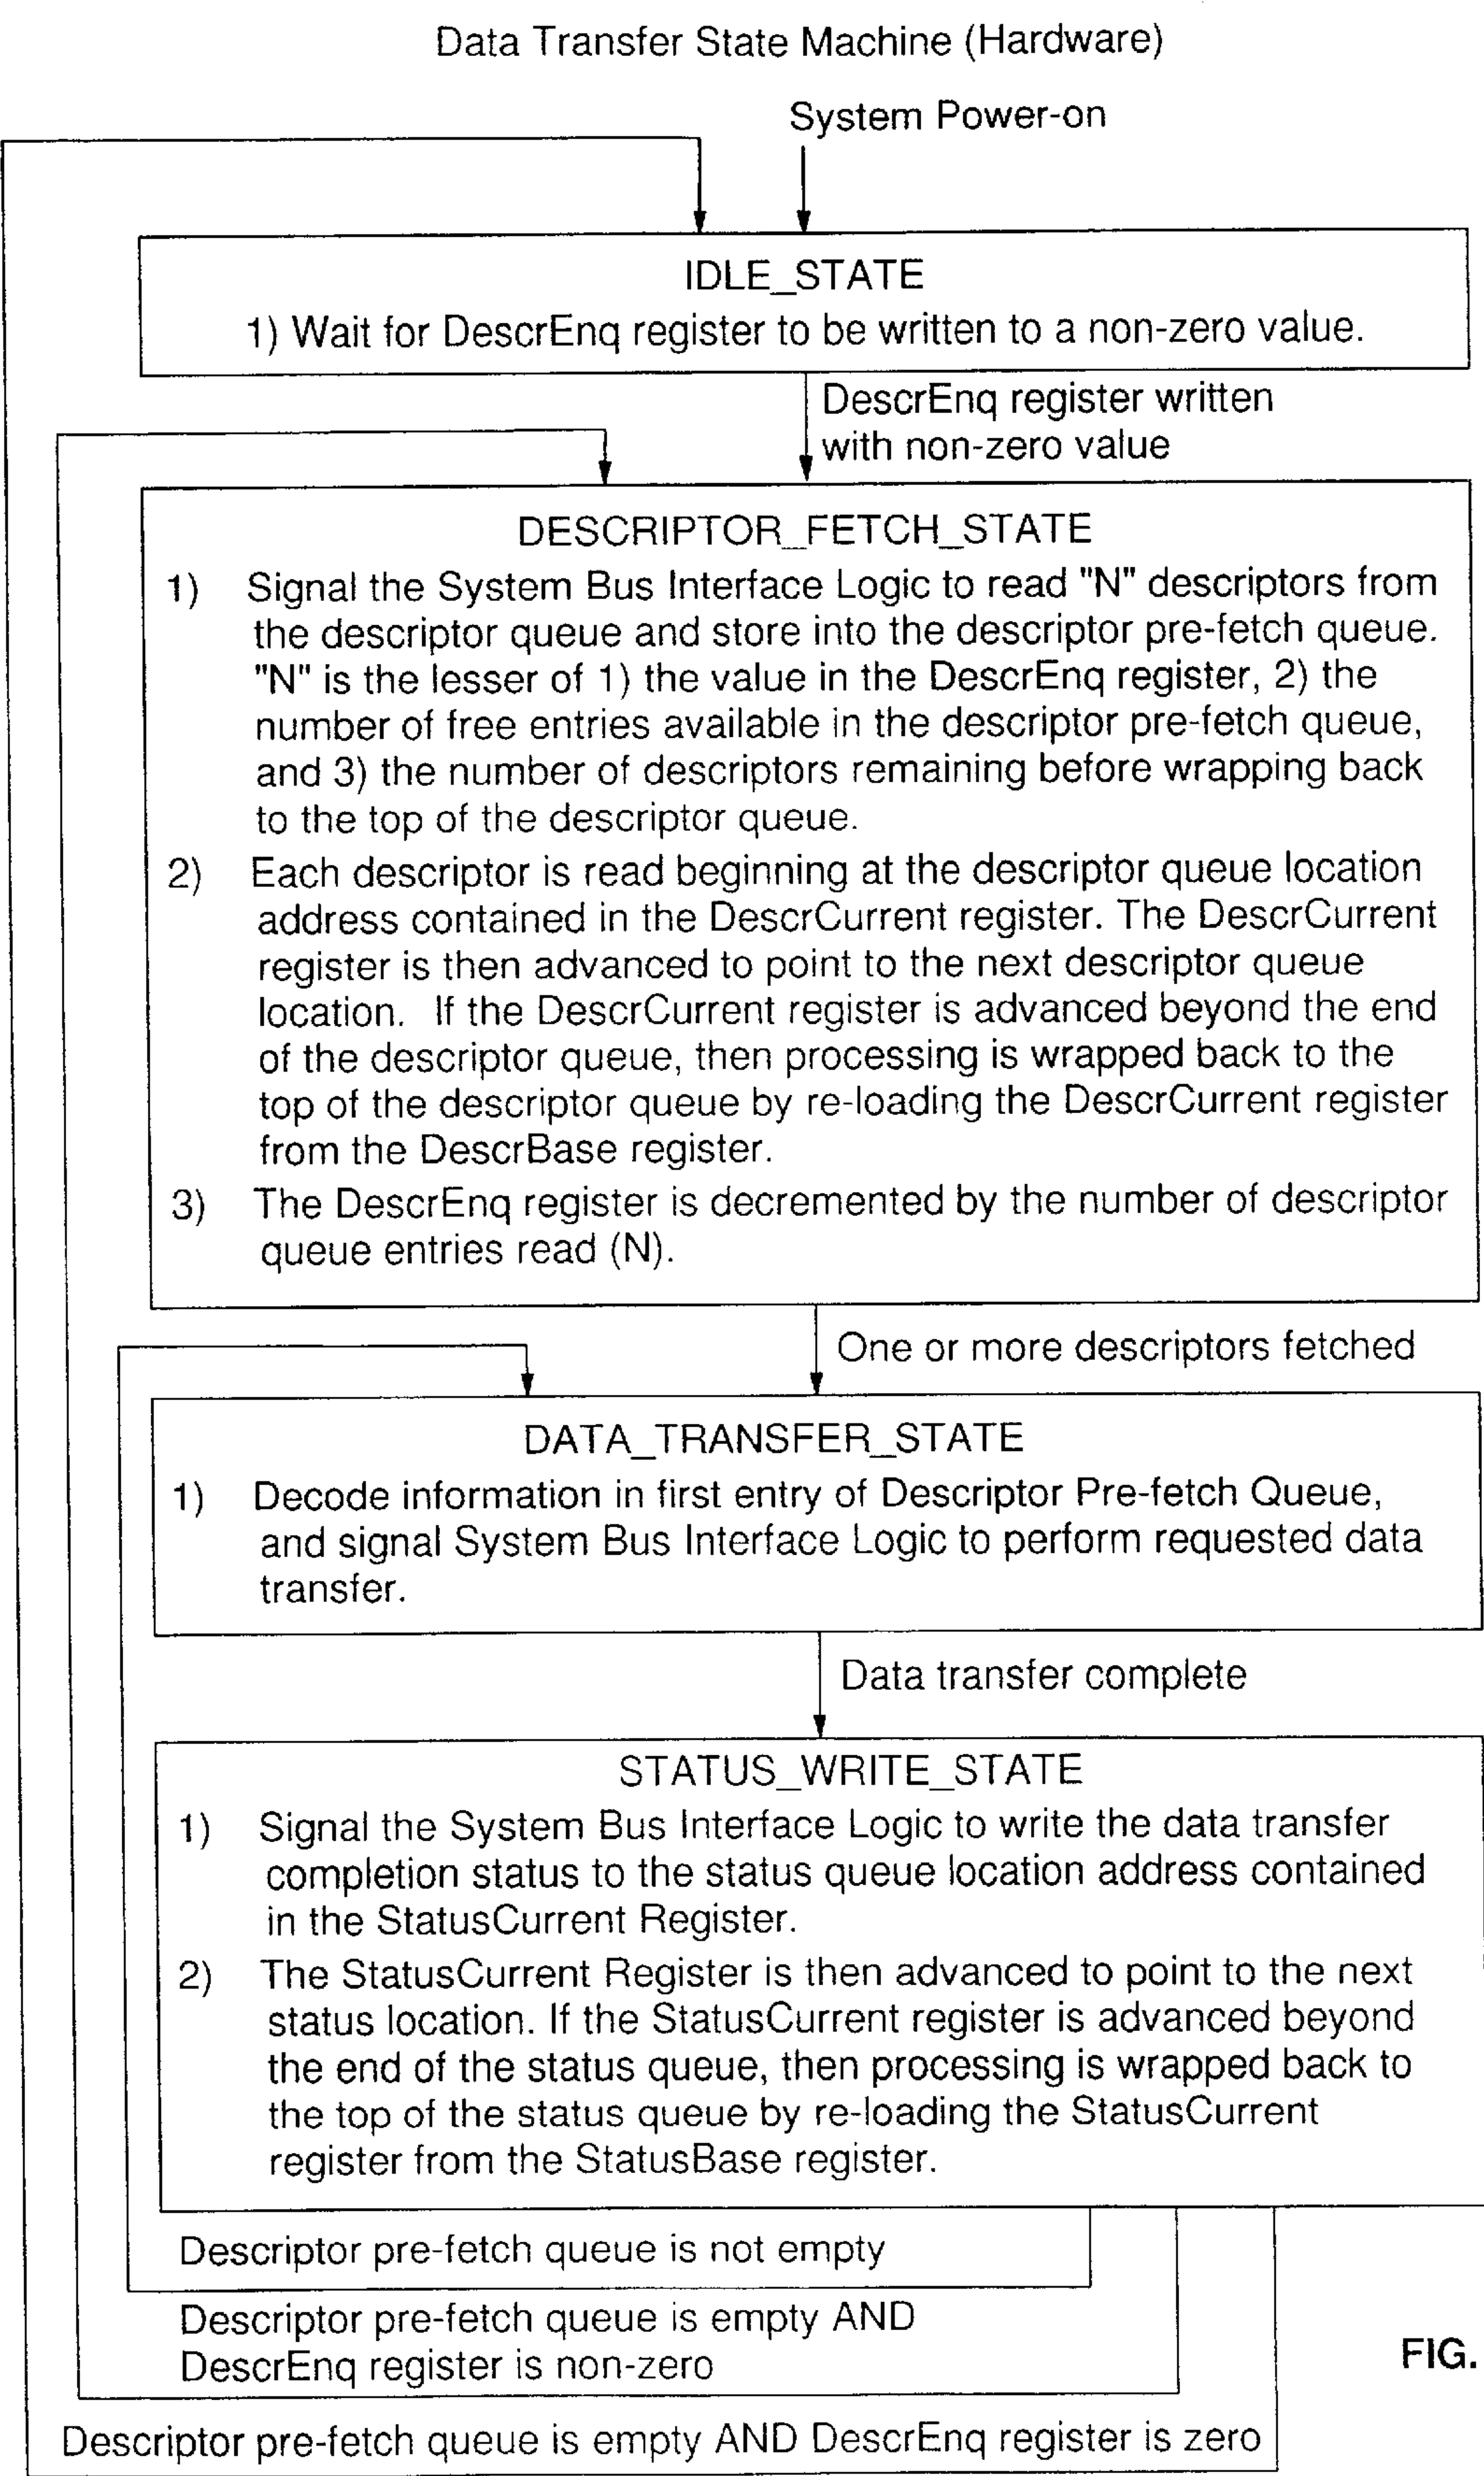 Data Transfer State Machine (Hardware)
System Power-on
IDLE_STATE
1) Wait for DescrEnq register to be written to a non-zero value.
DescrEnq register written
with non-zero value
DESCRIPTOR_FETCH_STATE
1) Signal the System Bus Interface Logic to read "N" descriptors from
the descriptor queue and store into the descriptor pre-fetch queue.
"N" is the lesser of 1) the value in the DescrEnq register, 2) the
number of free entries available in the descriptor pre-fetch queue,
and 3) the number of descriptors remaining before wrapping back
to the top of the descriptor queue.
2) Each descriptor is read beginning at the descriptor queue location
address contained in the DescrCurrent register. The DescrCurrent
register is then advanced to point to the next descriptor queue
location. If the DescrCurrent register is advanced beyond the end
of the descriptor queue, then processing is wrapped back to the
top of the descriptor queue by re-loading the DescrCurrent register
from the DescrBase register.
3) The DescrEnq register is decremented by the number of descriptor
queue entries read (N).
One or more descriptors fetched
DATA_TRANSFER_STATE
1) Decode information in first entry of Descriptor Pre-fetch Queue,
and signal System Bus Interface Logic to perform requested data
transfer.
Data transfer complete
STATUS_WRITE_STATE
1) Signal the System Bus Interface Logic to write the data transfer
completion status to the status queue location address contained
in the StatusCurrent Register.
2) The StatusCurrent Register is then advanced to point to the next
status location. If the StatusCurrent register is advanced beyond
the end of the status queue, then processing is wrapped back to
the top of the status queue by re-loading the StatusCurrent
register from the StatusBase register.
Descriptor pre-fetch queue is not empty
Descriptor pre-fetch queue is empty AND
DescrEnq register is non-zero
FIG.
Descriptor pre-fetch queue is empty AND DescrEnq register is zero